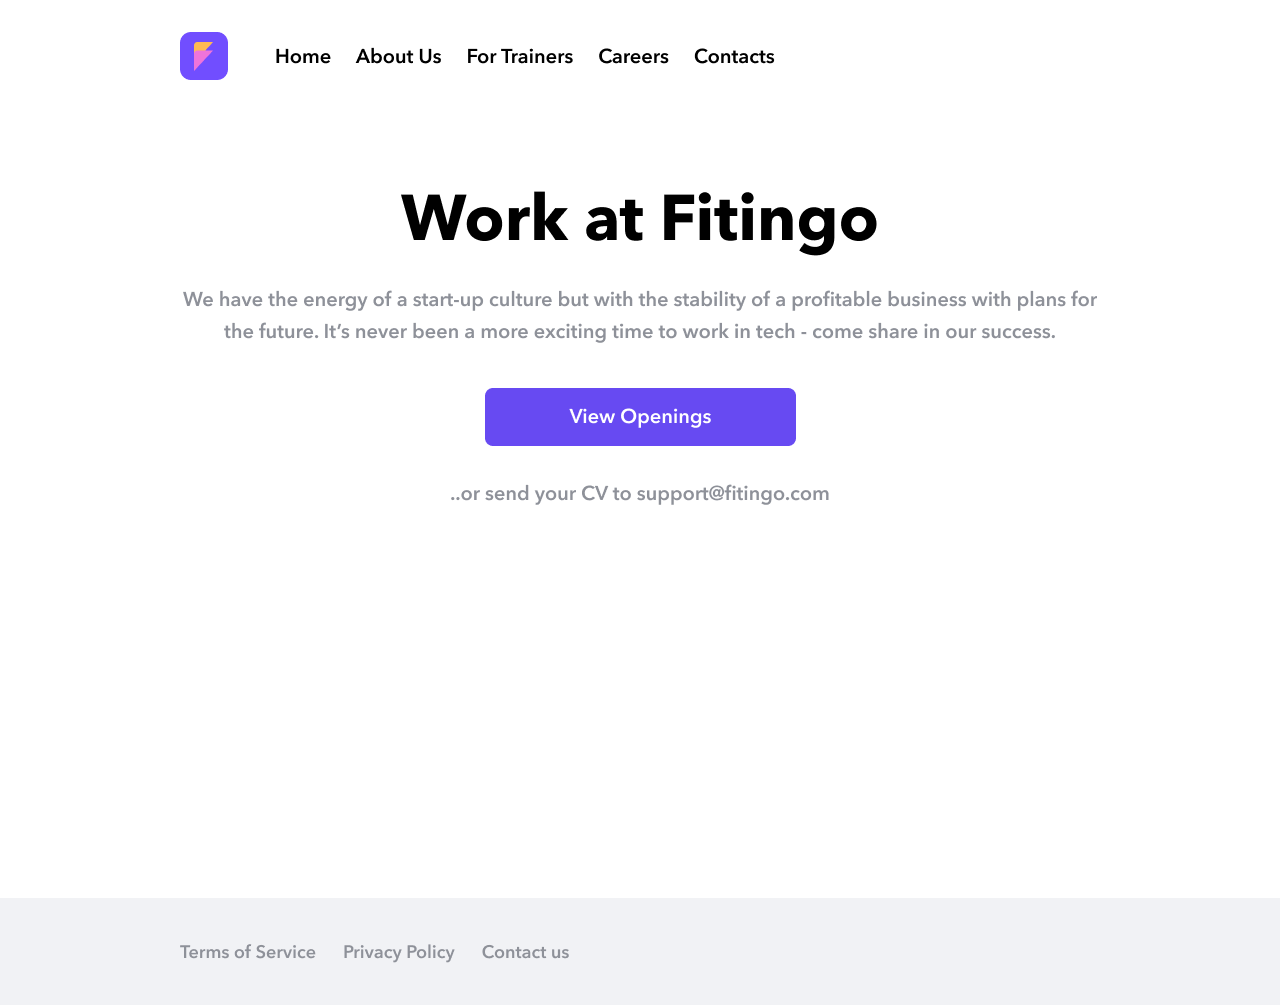 Home About Us For Trainers Careers Contacts
Work at Fitingo
We have the energy of a start-up culture but with the stability of a profitable business with plans for
the future. It’s never been a more exciting time to work in tech - come share in our success.
View Openings
..or send your CV to support@fitingo.com
Terms of Service Privacy Policy Contact us